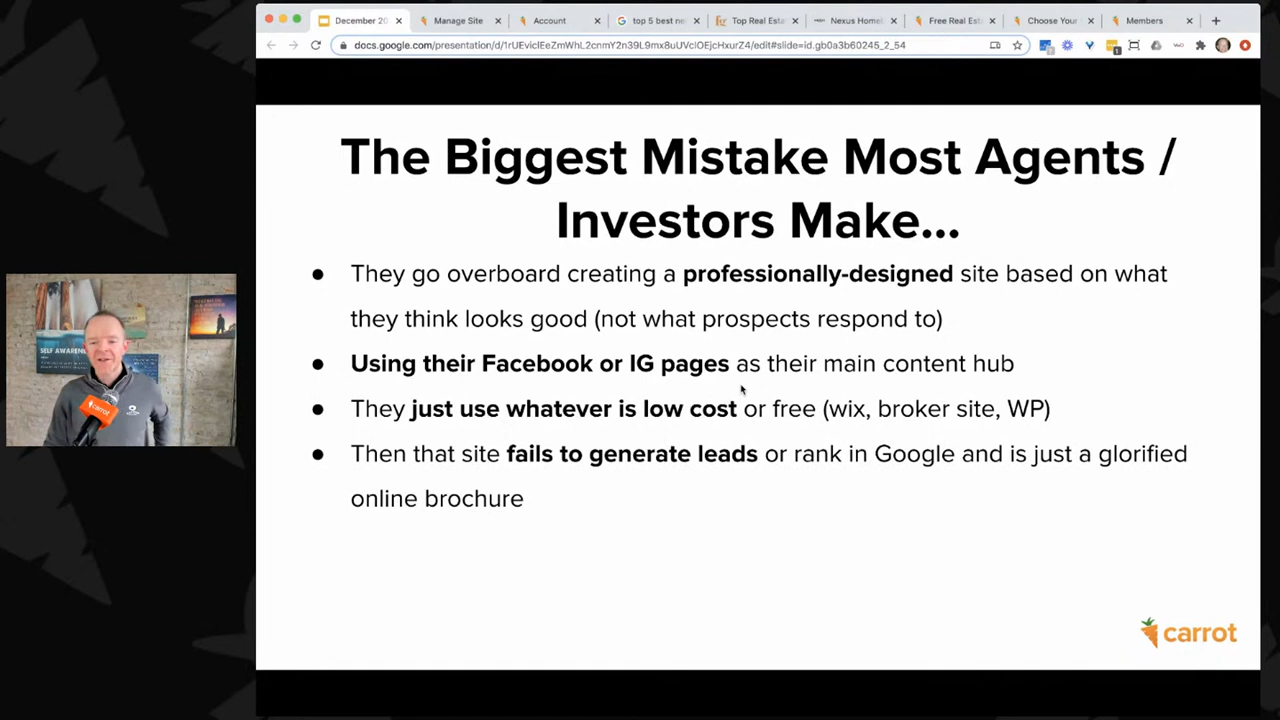 December 20
Manage Site
Account
top 5 best ne
Top Real Esta
Nexus Homeb
Free Real Est
Choose Your
Members
docs.google.com/presentation/d/1rUEviclEeZmWhL2cnmY2n39L9mx8uUVclOEjcHxurZ4/edit#slide=id.gb0a3b60245_2_54
The Biggest Mistake Most Agents /
Investors Make...
● They go overboard creating a professionally-designed site based on what
they think looks good (not what prospects respond to)
● Using their Facebook or IG pages as their main content hub
● They just use whatever is low cost or free (wix, broker site, WP)
● Then that site fails to generate leads or rank in Google and is just a glorified
online brochure
SELF AWARE
carrot
carrot